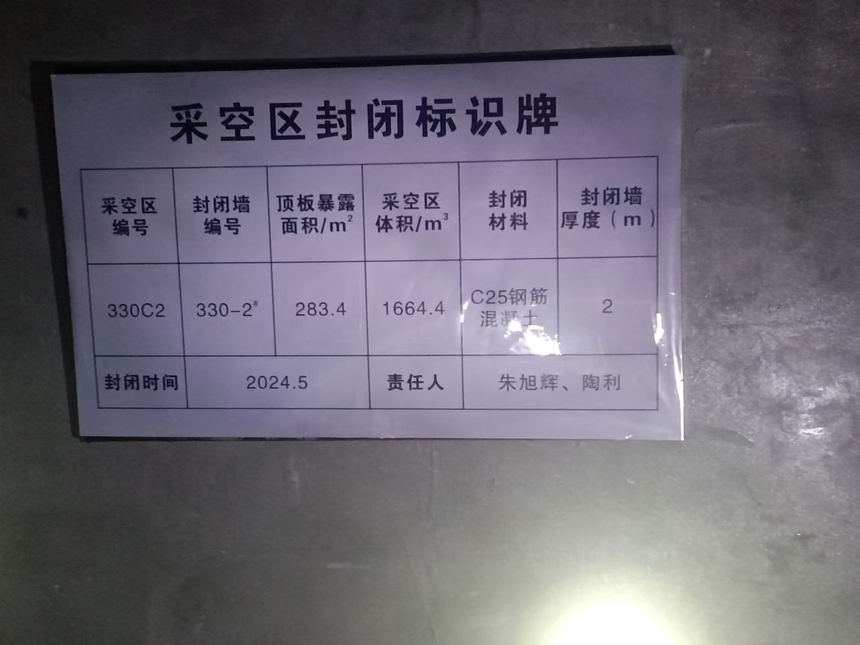 采空区封闭标识牌
采空区编号 封闭墙编号 顶板暴露面积/m² 采空区体积/m³ 封闭材料 封闭墙厚度(m)
330C2 330-2# 283.4 1664.4 C25钢筋混凝土 2
封闭时间 2024.5 责任人 朱旭辉、陶利